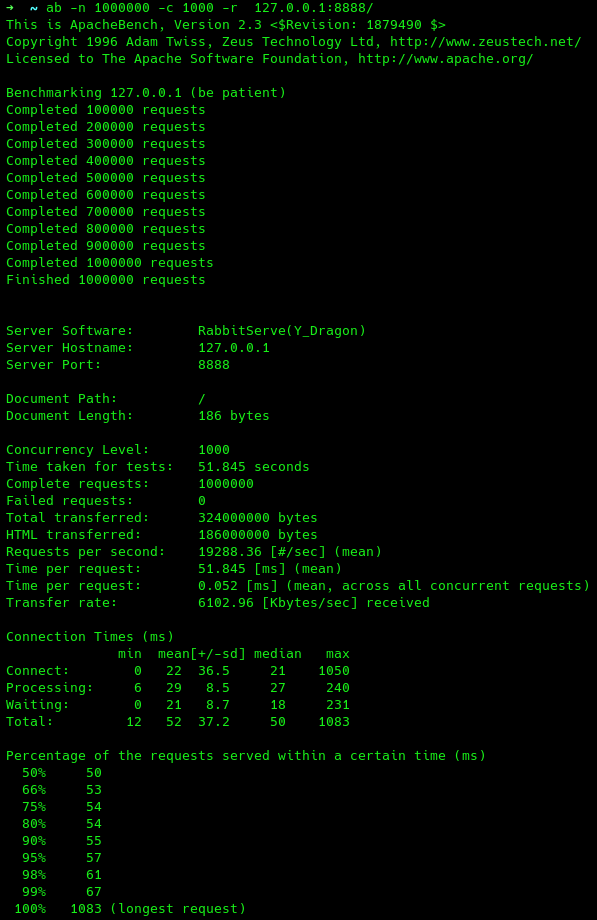 →  ~ ab -n 1000000 -c 1000 -r  127.0.0.1:8888/
This is ApacheBench, Version 2.3 <$Revision: 1879490 $>
Copyright 1996 Adam Twiss, Zeus Technology Ltd, http://www.zeustech.net/
Licensed to The Apache Software Foundation, http://www.apache.org/

Benchmarking 127.0.0.1 (be patient)
Completed 100000 requests
Completed 200000 requests
Completed 300000 requests
Completed 400000 requests
Completed 500000 requests
Completed 600000 requests
Completed 700000 requests
Completed 800000 requests
Completed 900000 requests
Completed 1000000 requests
Finished 1000000 requests


Server Software:        RabbitServe(Y_Dragon)
Server Hostname:        127.0.0.1
Server Port:            8888

Document Path:          /
Document Length:        186 bytes

Concurrency Level:      1000
Time taken for tests:   51.845 seconds
Complete requests:      1000000
Failed requests:        0
Total transferred:      324000000 bytes
HTML transferred:       186000000 bytes
Requests per second:    19288.36 [#/sec] (mean)
Time per request:       51.845 [ms] (mean)
Time per request:       0.052 [ms] (mean, across all concurrent requests)
Transfer rate:          6102.96 [Kbytes/sec] received

Connection Times (ms)
              min  mean[+/-sd] median   max
Connect:        0   22  36.5     21    1050
Processing:     6   29   8.5     27     240
Waiting:        0   21   8.7     18     231
Total:         12   52  37.2     50    1083

Percentage of the requests served within a certain time (ms)
  50%     50
  66%     53
  75%     54
  80%     54
  90%     55
  95%     57
  98%     61
  99%     67
 100%   1083 (longest request)